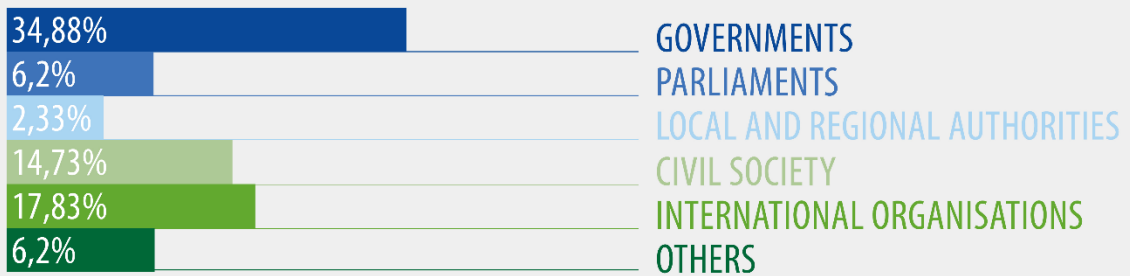 34,88% GOVERNMENTS
6,2% PARLIAMENTS
2,33% LOCAL AND REGIONAL AUTHORITIES
14,73% CIVIL SOCIETY
17,83% INTERNATIONAL ORGANISATIONS
6,2% OTHERS